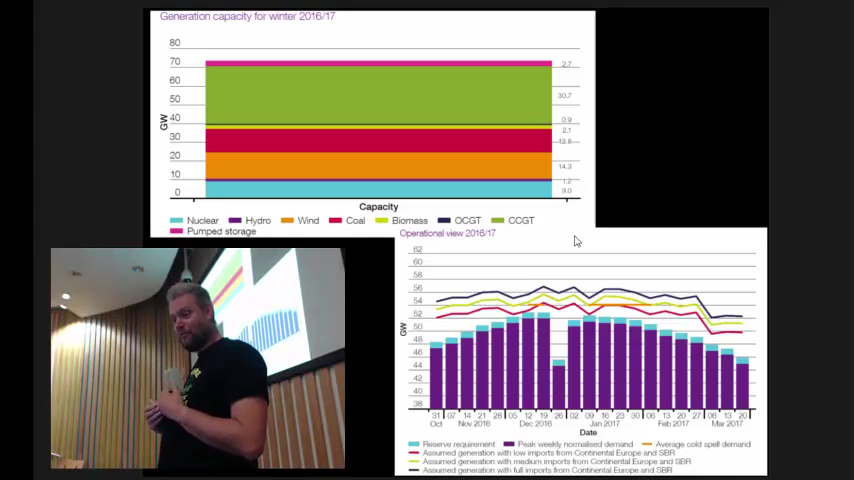 Generation capacity for winter 2016/17
80
70
60
50
40
30
20
10
0
GW
2.7
30.7
0.9
2.1
14.3
1.2
9.0
Capacity
Nuclear Hydro Wind Coal Biomass OCGT CCGT
Pumped storage
Operational view 2016/17
62
60
58
56
54
52
50
48
46
44
42
40
38
GW
31 07 14 21 28 05 12 19 26 02 09 16 23 30 06 13 20 27 06 13 20
Oct Nov 2016 Dec 2016 Jan 2017 Feb 2017 Mar 2017
Date
Reserve requirement Peak weekly normalised demand Average cold spell demand
Assumed generation with low imports from Continental Europe and SBR
Assumed generation with medium imports from Continental Europe and SBR
Assumed generation with full imports from Continental Europe and SBR